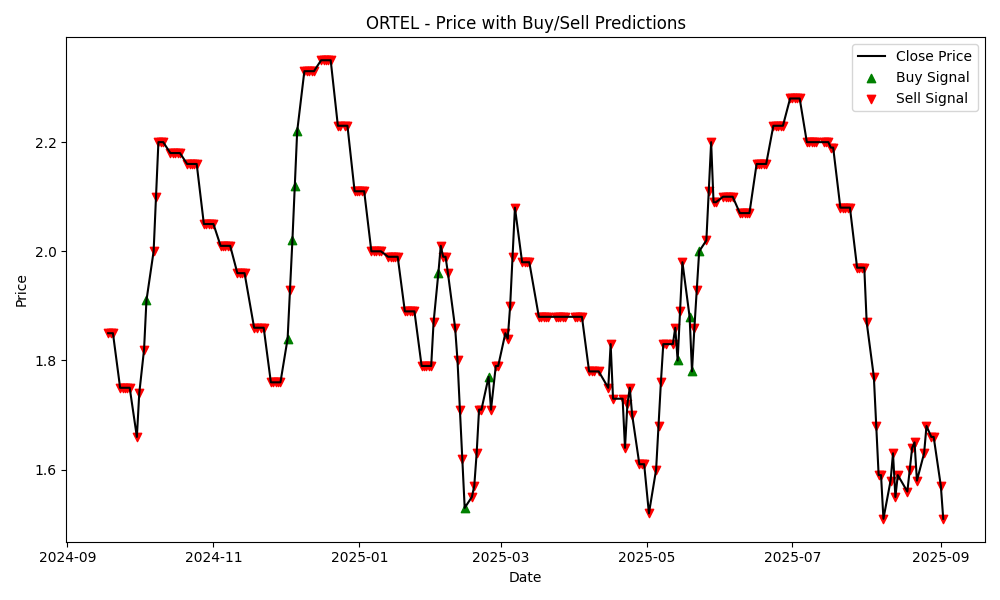 ORTEL - Price with Buy/Sell Predictions
Close Price
Buy Signal
Sell Signal
Price
2.2
2.0
1.8
1.6
2024-09
2024-11
2025-01
2025-03
2025-05
2025-07
2025-09
Date